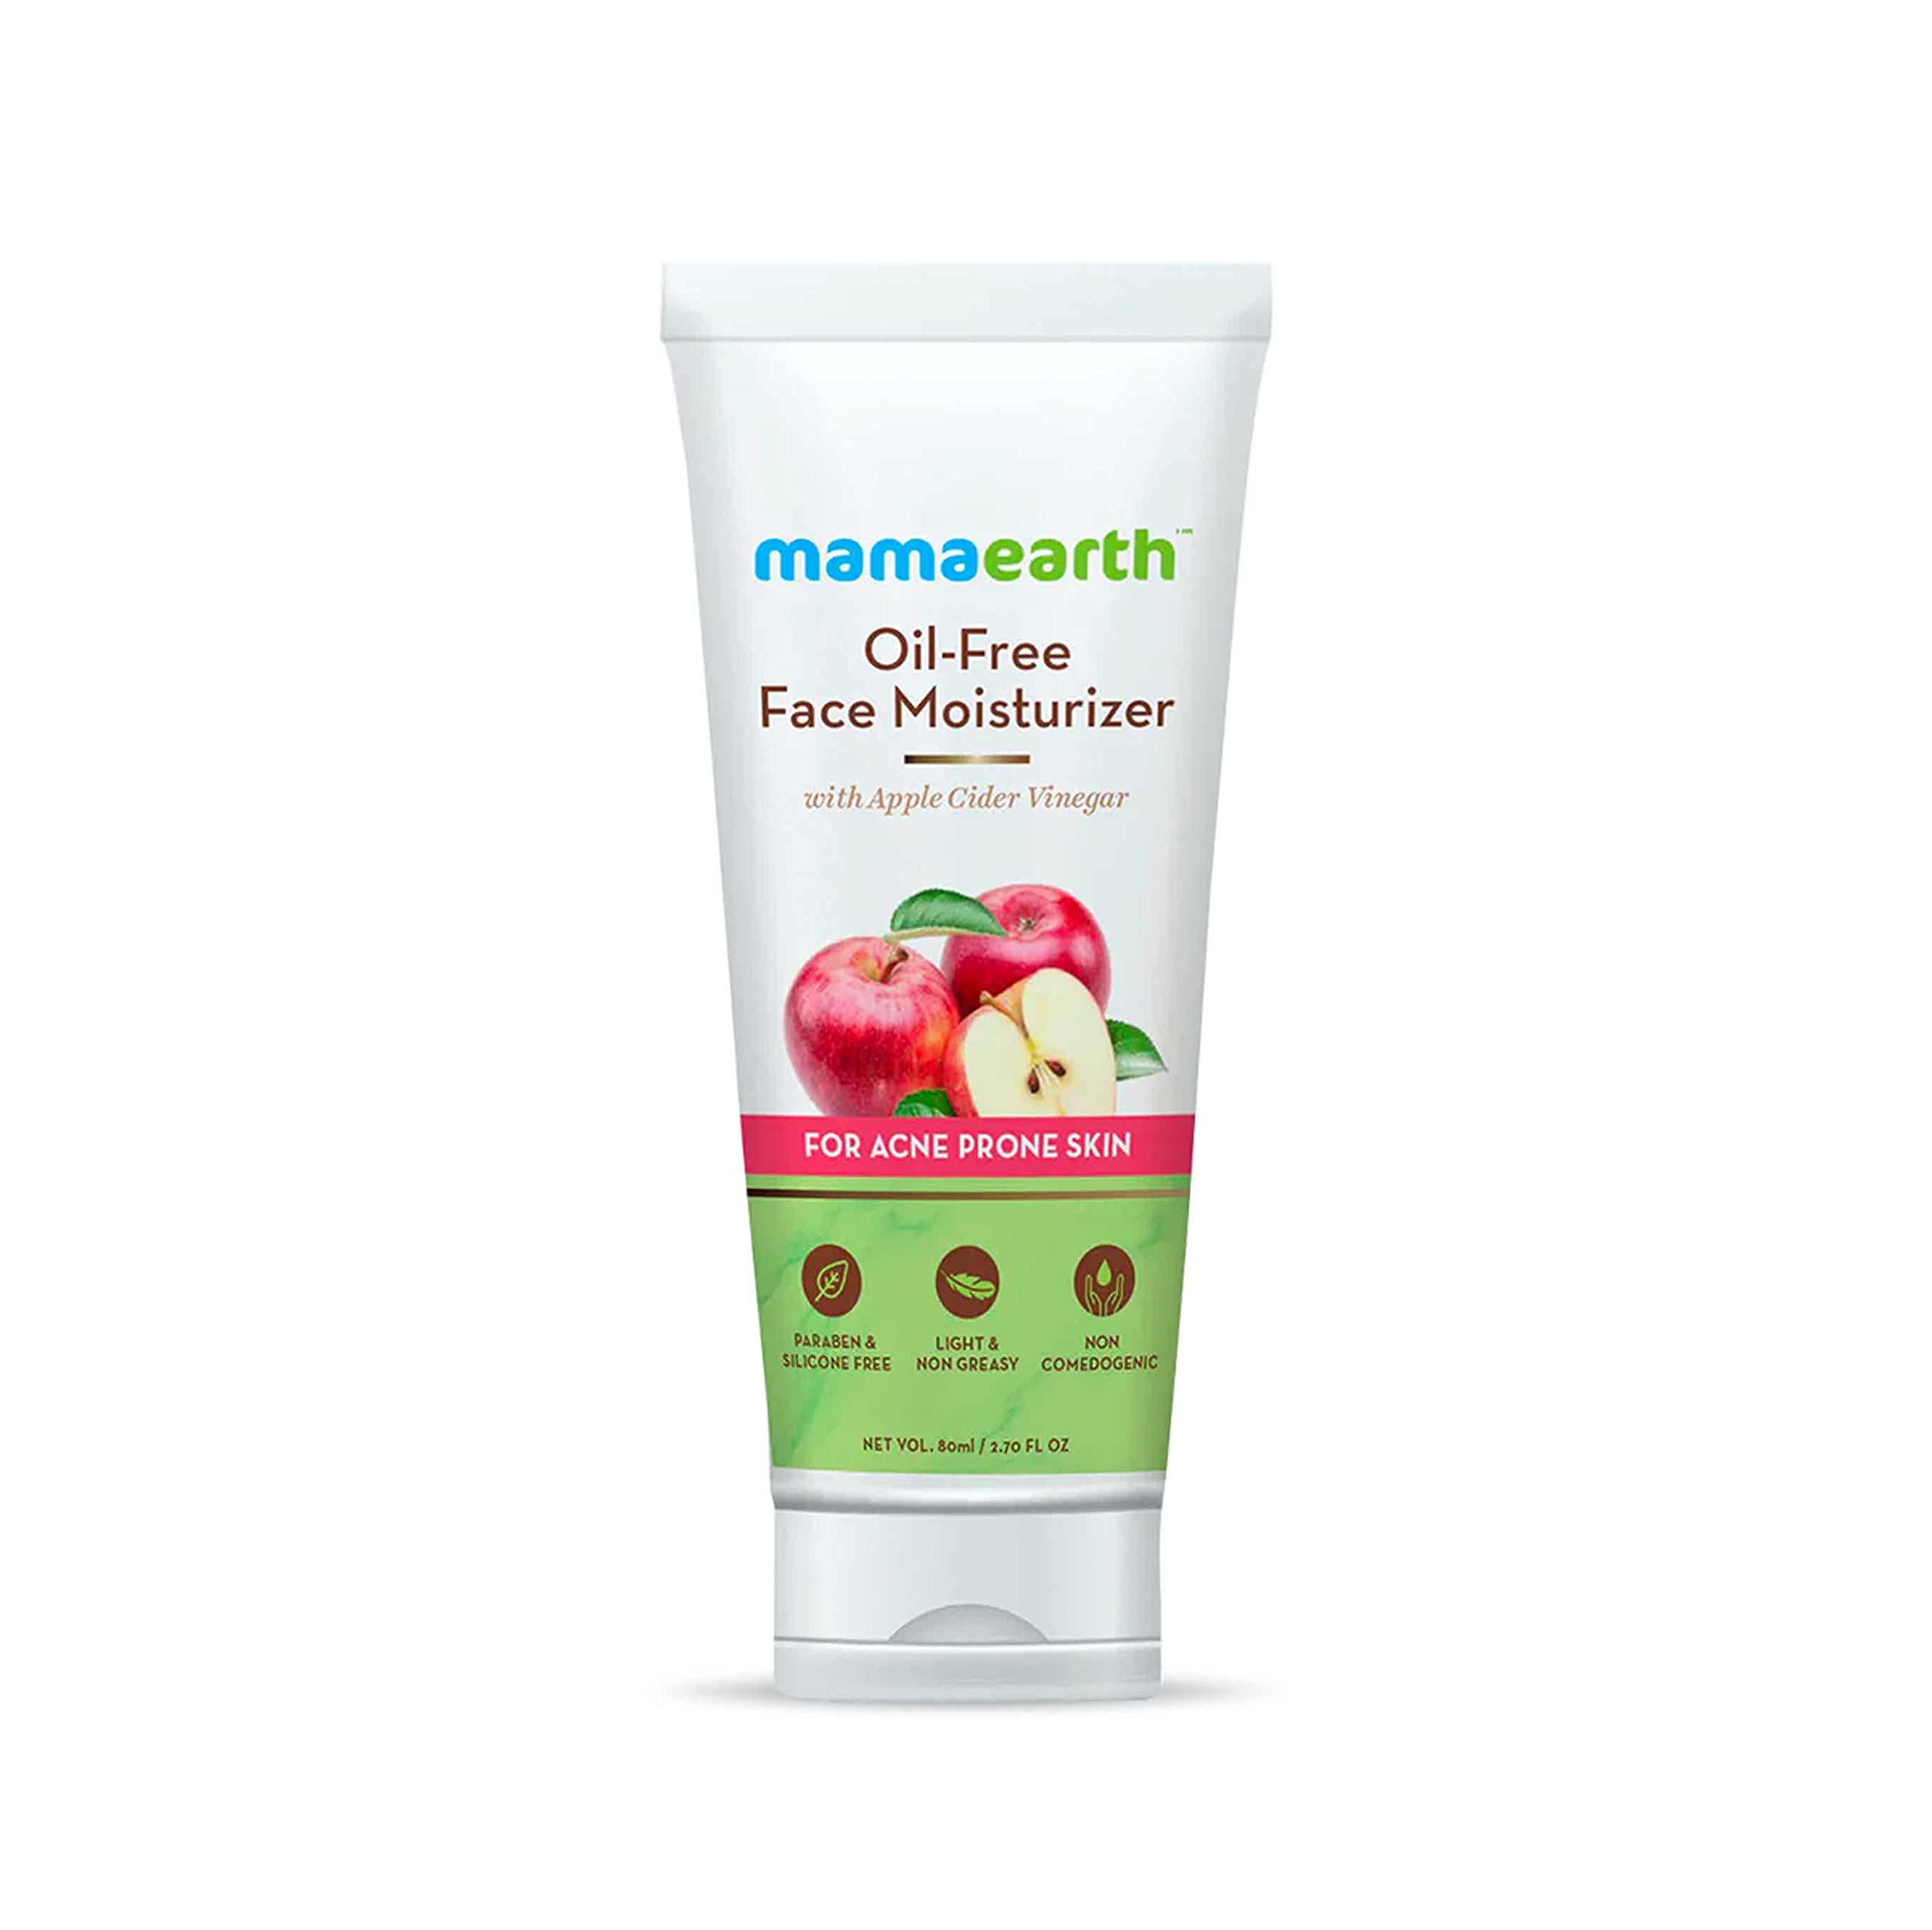 mamaearth™
Oil-Free
Face Moisturizer
with Apple Cider Vinegar
FOR ACNE PRONE SKIN
PARABEN &
SILICONE FREE
LIGHT &
NON GREASY
NON
COMEDOGENIC
NET VOL. 80ml / 2.70 FL OZ